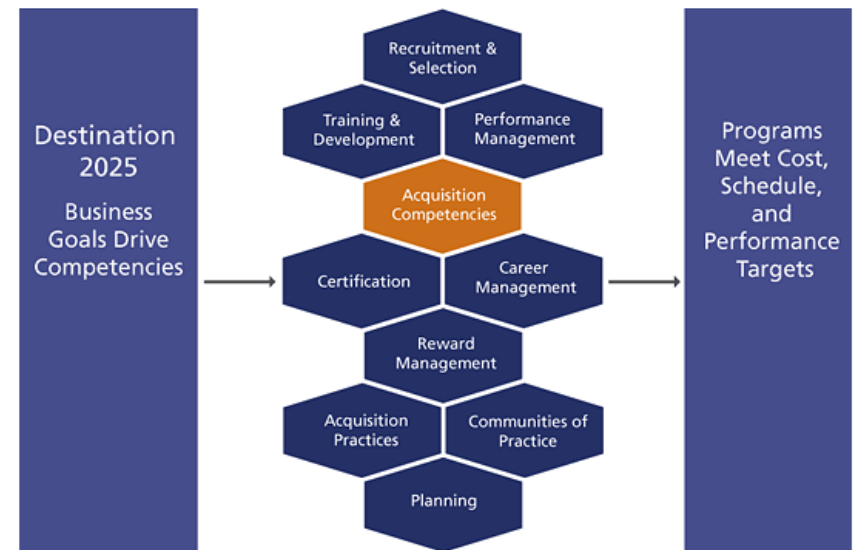 Destination
2025
Business
Goals Drive
Competencies
Recruitment &
Selection
Training &
Development
Performance
Management
Acquisition
Competencies
Certification
Career
Management
Reward
Management
Acquisition
Practices
Communities of
Practice
Planning
Programs
Meet Cost,
Schedule,
and
Performance
Targets